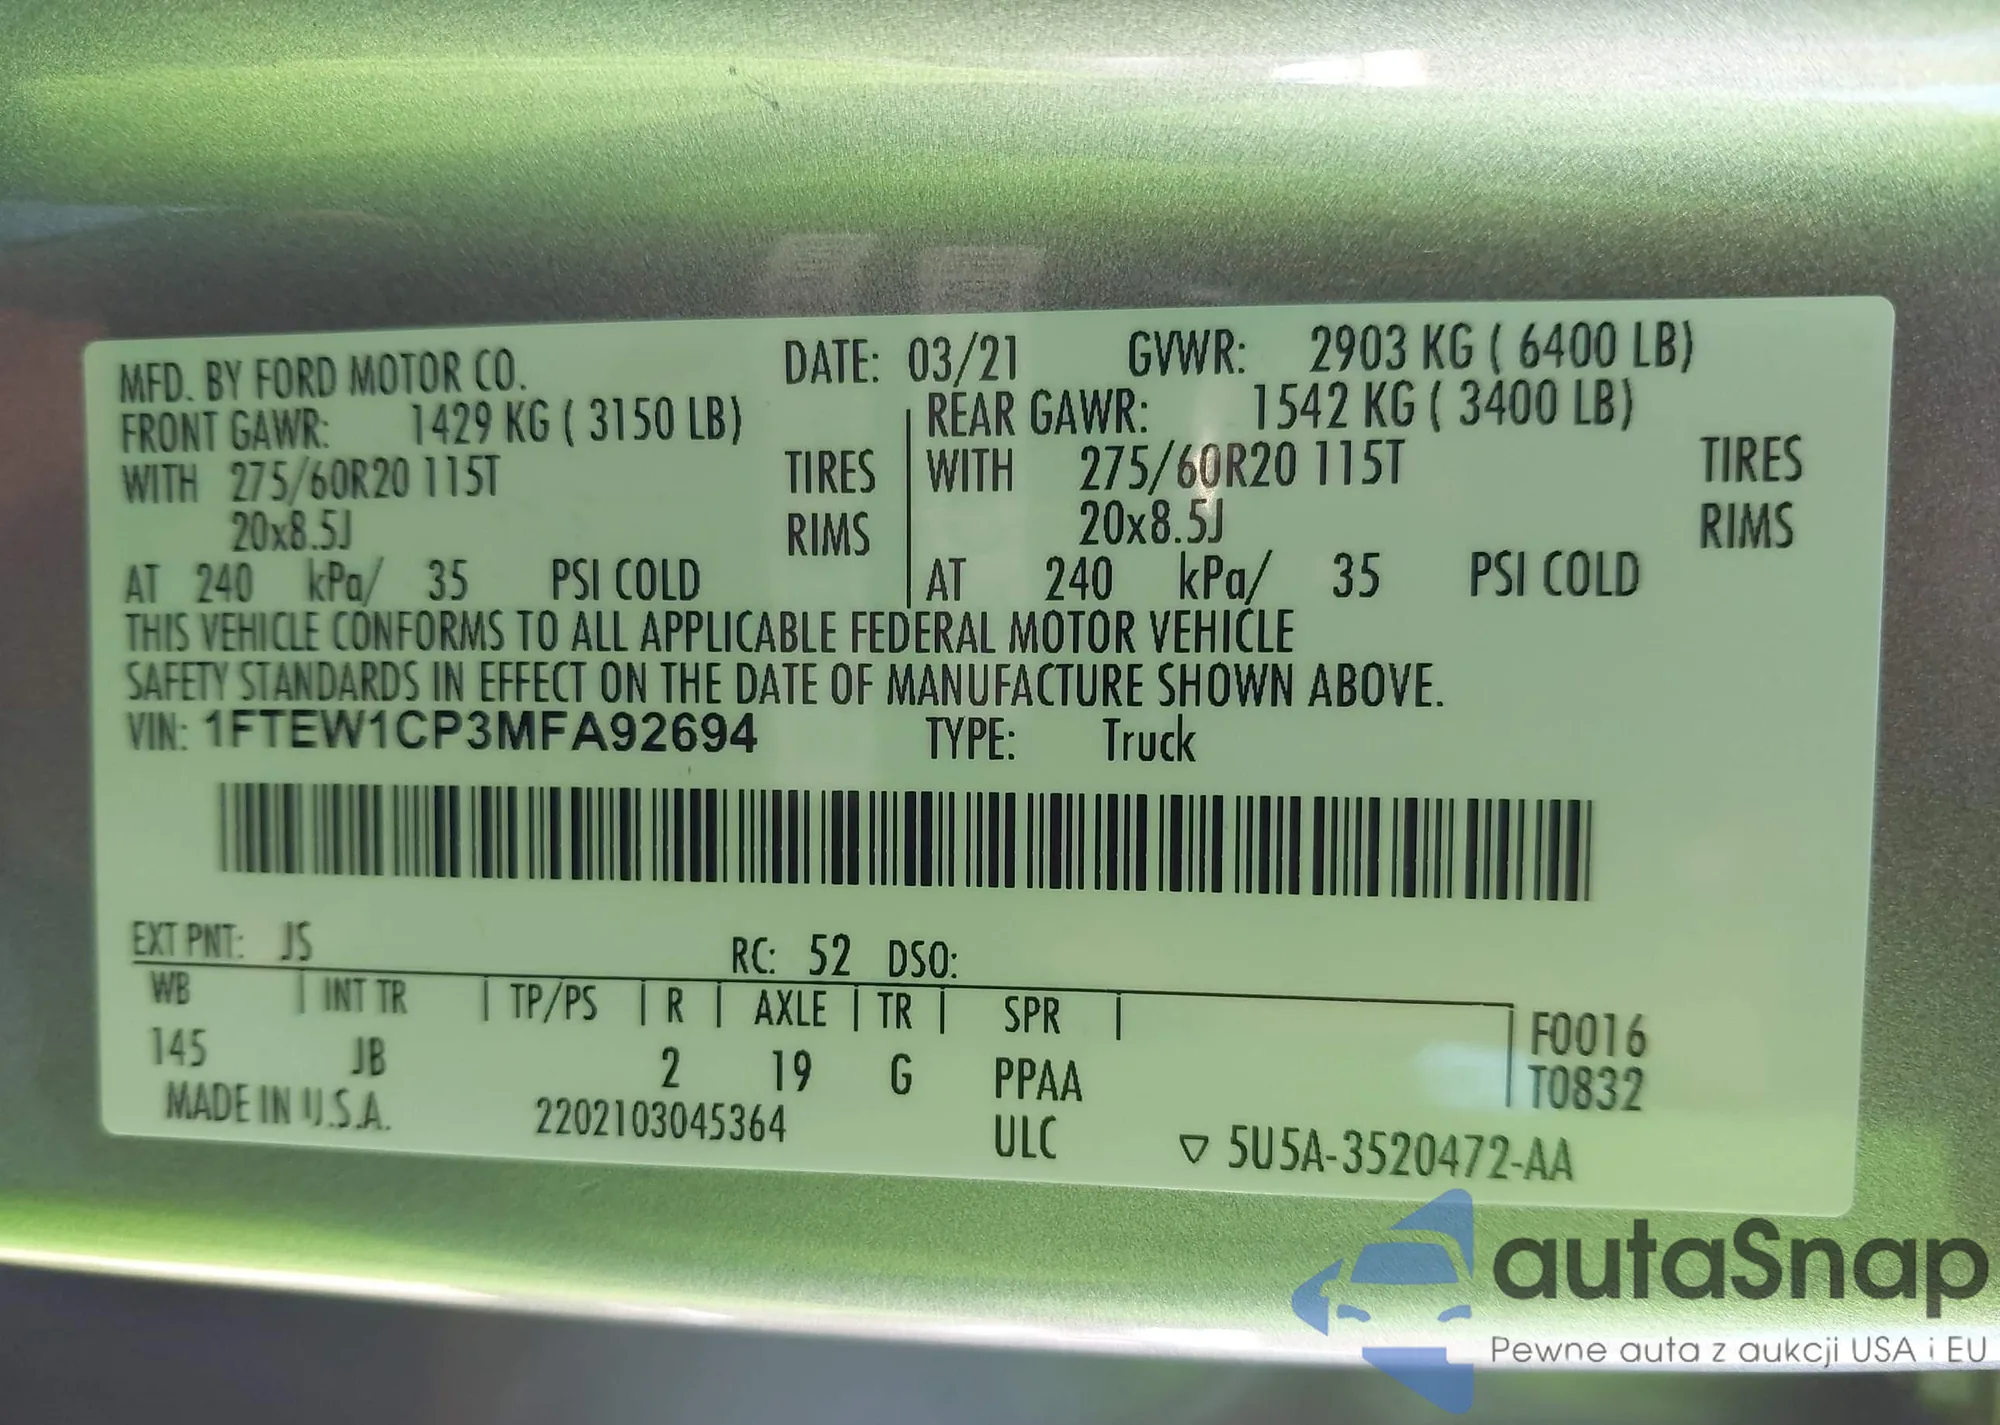 MFD. BY FORD MOTOR CO. DATE: 03/21 GVWR: 2903 KG ( 6400 LB)
FRONT GAWR: 1429 KG ( 3150 LB) REAR GAWR: 1542 KG ( 3400 LB)
WITH 275/60R20 115T TIRES WITH 275/60R20 115T TIRES
20x8.5J RIMS 20x8.5J RIMS
AT 240 kPa/ 35 PSI COLD AT 240 kPa/ 35 PSI COLD
THIS VEHICLE CONFORMS TO ALL APPLICABLE FEDERAL MOTOR VEHICLE
SAFETY STANDARDS IN EFFECT ON THE DATE OF MANUFACTURE SHOWN ABOVE.
VIN: 1FTEW1CP3MFA92694 TYPE: Truck
EXT PNT: JS RC: 52 DSO:
WB INT TR TP/PS R AXLE TR SPR F0016
145 JB 2 19 G PPAA T0832
MADE IN U.S.A. 2202103045364 ULC ▽ 5U5A-3520472-AA
autaSnap
Pewne auta z aukcji USA i EU